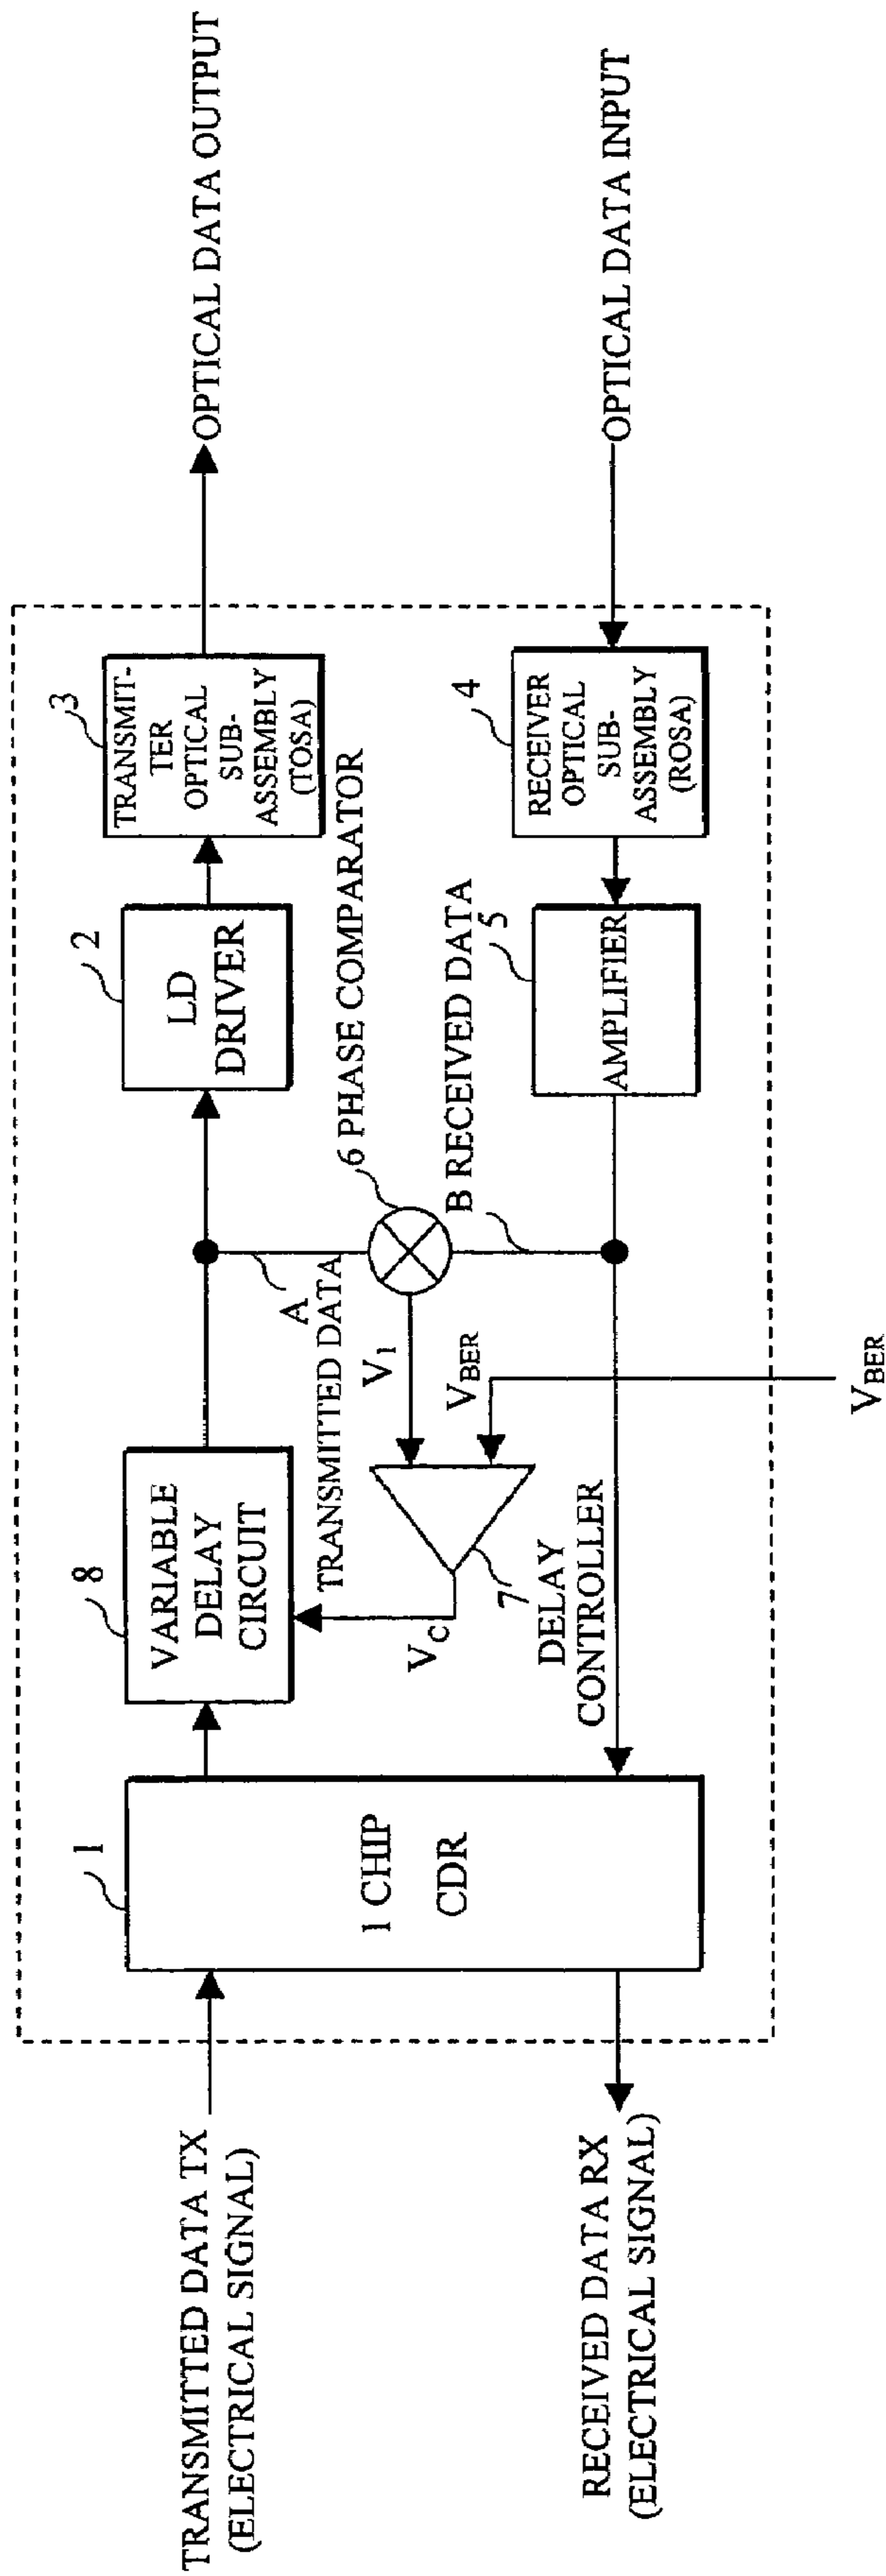 TRANSMITTED DATA TX
(ELECTRICAL SIGNAL)
1
1 CHIP
CDR
8
VARIABLE
DELAY
CIRCUIT
2
LD
DRIVER
3
TRANSMIT-
TER
OPTICAL
SUB-
ASSEMBLY
(TOSA)
OPTICAL DATA OUTPUT
A
TRANSMITTED DATA
6 PHASE COMPARATOR
V1
VBER
VC
7
DELAY
CONTROLLER
B RECEIVED DATA
5
AMPLIFIER
4
RECEIVER
OPTICAL
SUB-
ASSEMBLY
(ROSA)
OPTICAL DATA INPUT
RECEIVED DATA RX
(ELECTRICAL SIGNAL)
VBER